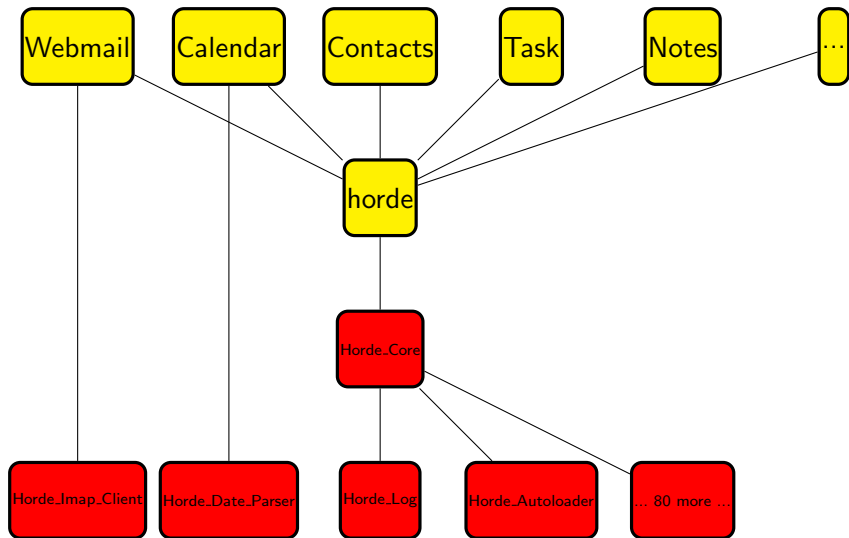 Webmail
Calendar
Contacts
Task
Notes
...
horde
Horde_Core
Horde_Imap_Client
Horde_Date_Parser
Horde_Log
Horde_Autoloader
... 80 more ...